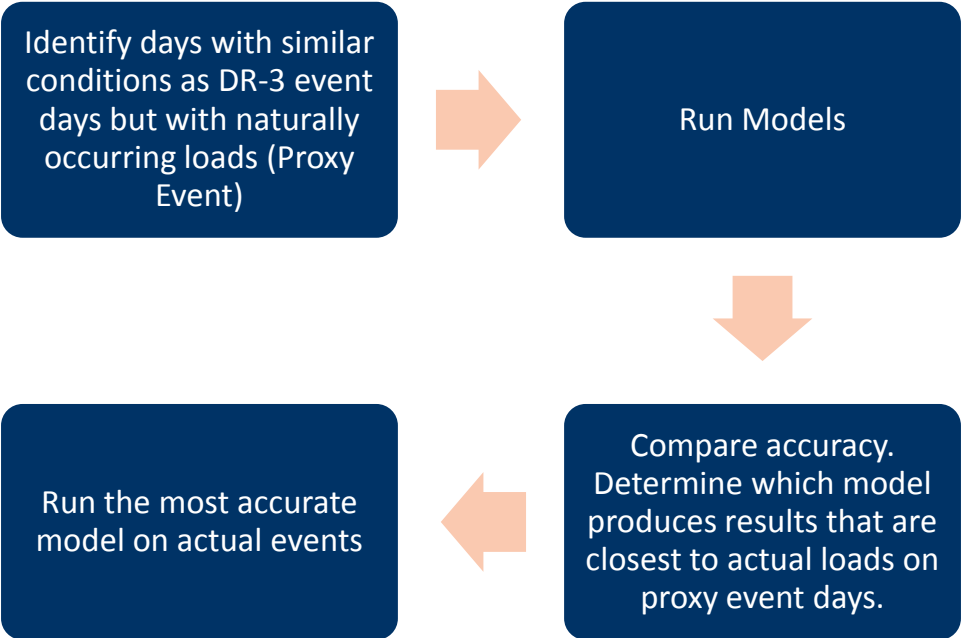 Identify days with similar
conditions as DR-3 event
days but with naturally
occurring loads (Proxy
Event)
Run Models
Compare accuracy.
Determine which model
produces results that are
closest to actual loads on
proxy event days.
Run the most accurate
model on actual events